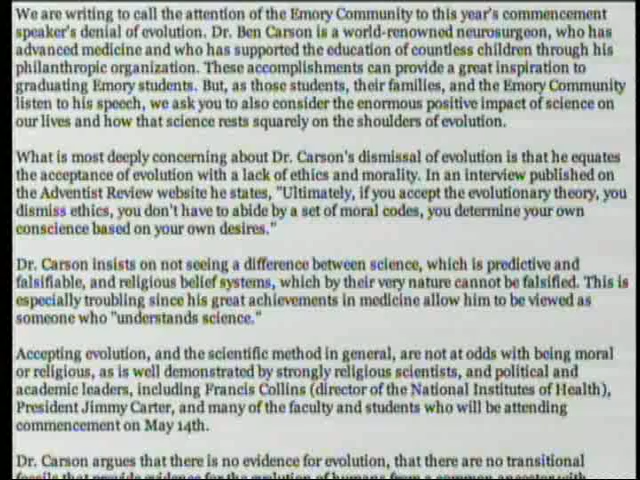 We are writing to call the attention of the Emory Community to this year's commencement
speaker's denial of evolution. Dr. Ben Carson is a world-renowned neurosurgeon, who has
advanced medicine and who has supported the education of countless children through his
philanthropic organization. These accomplishments can provide a great inspiration to
graduating Emory students. But, as those students, their families, and the Emory Community
listen to his speech, we ask you to also consider the enormous positive impact of science on
our lives and how that science rests squarely on the shoulders of evolution.
What is most deeply concerning about Dr. Carson's dismissal of evolution is that he equates
the acceptance of evolution with a lack of ethics and morality. In an interview published on
the Adventist Review website he states, "Ultimately, if you accept the evolutionary theory, you
dismiss ethics, you don't have to abide by a set of moral codes, you determine your own
conscience based on your own desires."
Dr. Carson insists on not seeing a difference between science, which is predictive and
falsifiable, and religious belief systems, which by their very nature cannot be falsified. This is
especially troubling since his great achievements in medicine allow him to be viewed as
someone who "understands science."
Accepting evolution, and the scientific method in general, are not at odds with being moral
or religious, as is well demonstrated by strongly religious scientists, and political and
academic leaders, including Francis Collins (director of the National Institutes of Health),
President Jimmy Carter, and many of the faculty and students who will be attending
commencement on May 14th.
Dr. Carson argues that there is no evidence for evolution, that there are no transitional
fossils that provide evidence for the evolution of humans from a common ancestor with